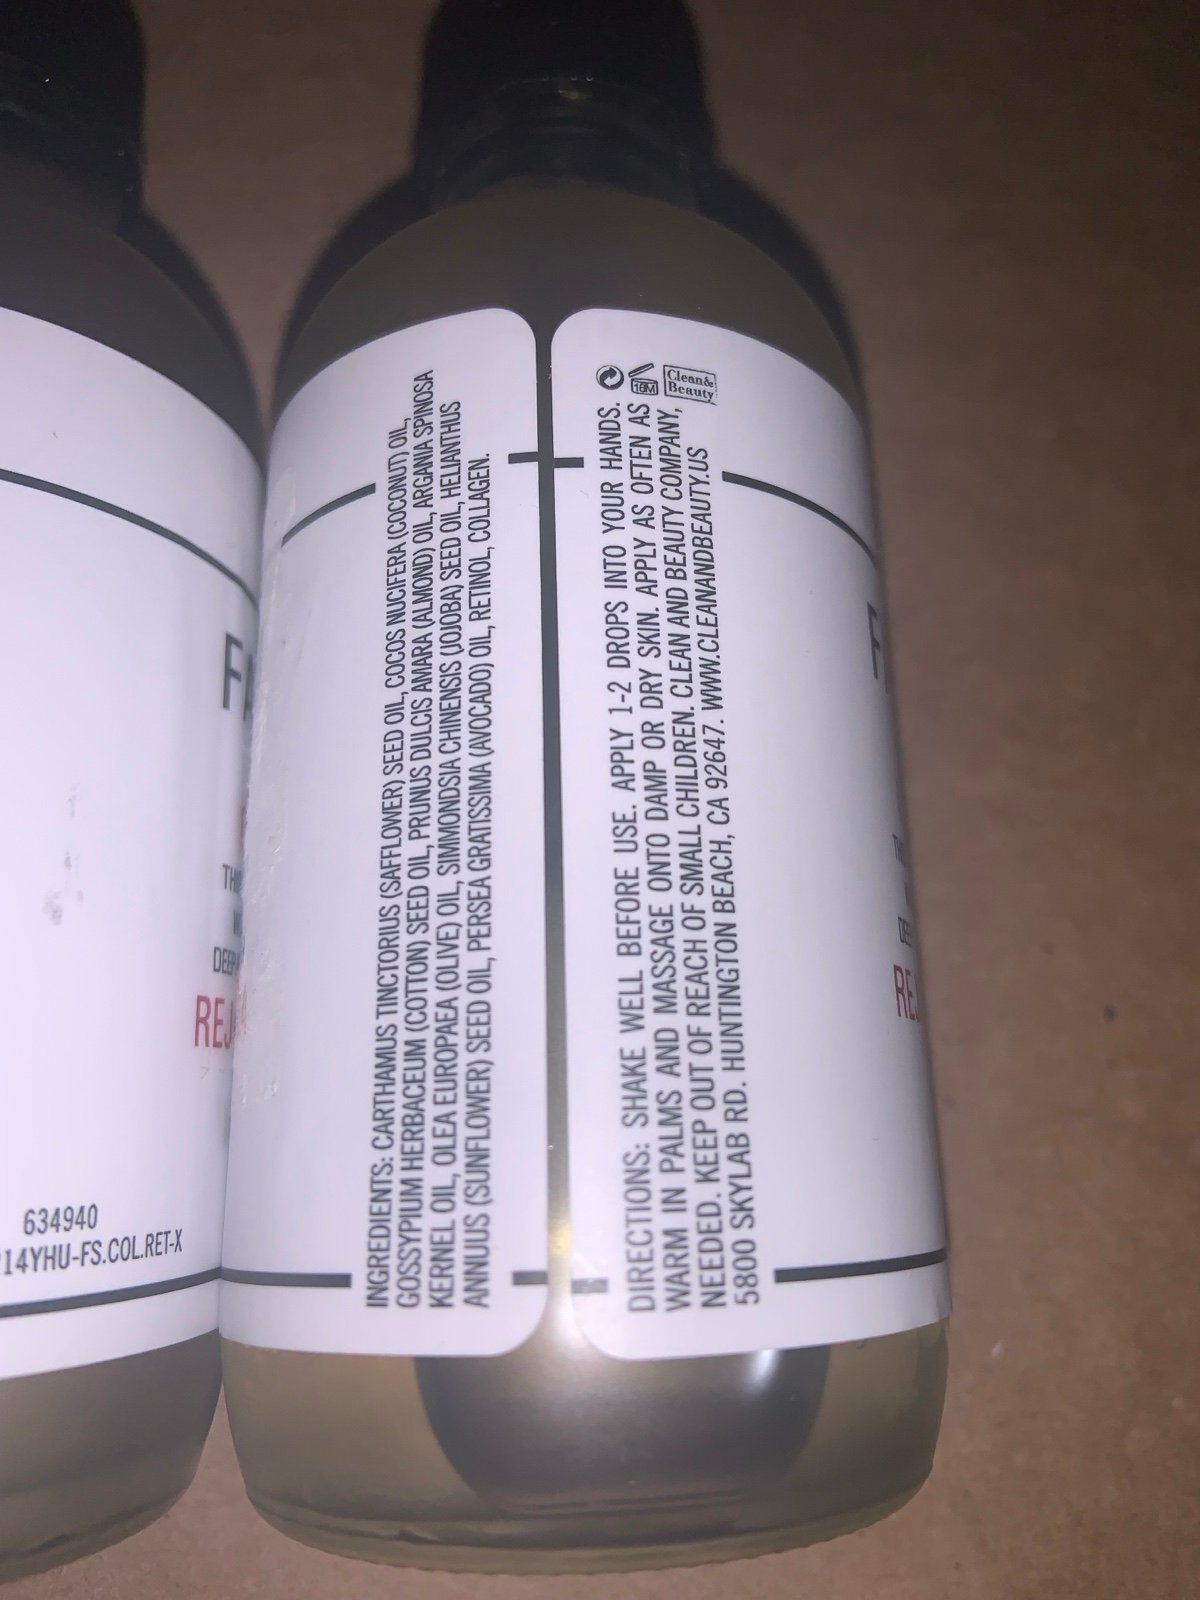 634940
14YHU-FS.COL.RET-X
REJ
INGREDIENTS: CARTHAMUS TINCTORIUS (SAFFLOWER) SEED OIL, COCOS NUCIFERA (COCONUT) OIL,
GOSSYPIUM HERBACEUM (COTTON) SEED OIL, PRUNUS DULCIS AMARA (ALMOND) OIL, ARGANIA SPINOSA
KERNEL OIL, OLEA EUROPAEA (OLIVE) OIL, SIMMONDSIA CHINENSIS (JOJOBA) SEED OIL, HELIANTHUS
ANNUUS (SUNFLOWER) SEED OIL, PERSEA GRATISSIMA (AVOCADO) OIL, RETINOL, COLLAGEN.
DIRECTIONS: SHAKE WELL BEFORE USE. APPLY 1-2 DROPS INTO YOUR HANDS.
WARM IN PALMS AND MASSAGE ONTO DAMP OR DRY SKIN. APPLY AS OFTEN AS
NEEDED. KEEP OUT OF REACH OF SMALL CHILDREN. CLEAN AND BEAUTY COMPANY,
5800 SKYLAB RD. HUNTINGTON BEACH, CA 92647. WWW.CLEANANDBEAUTY.US
18M
Clean&
Beauty
RE